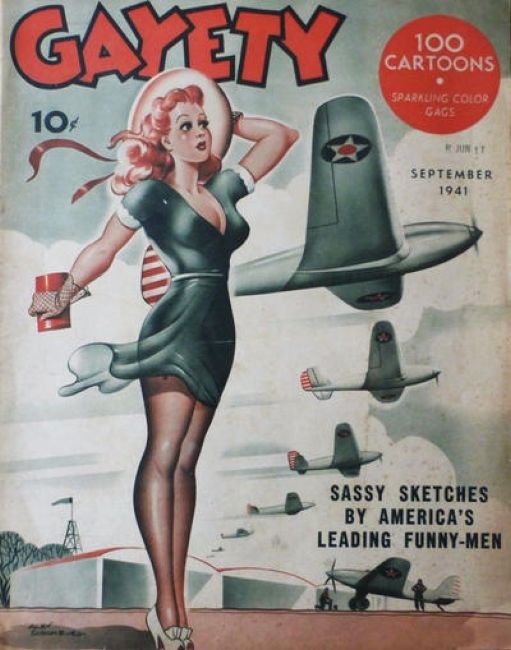 GAYETY
10¢
100
CARTOONS
SPARKLING COLOR
GAGS
SEPTEMBER
1941
SASSY SKETCHES
BY AMERICA'S
LEADING FUNNY-MEN